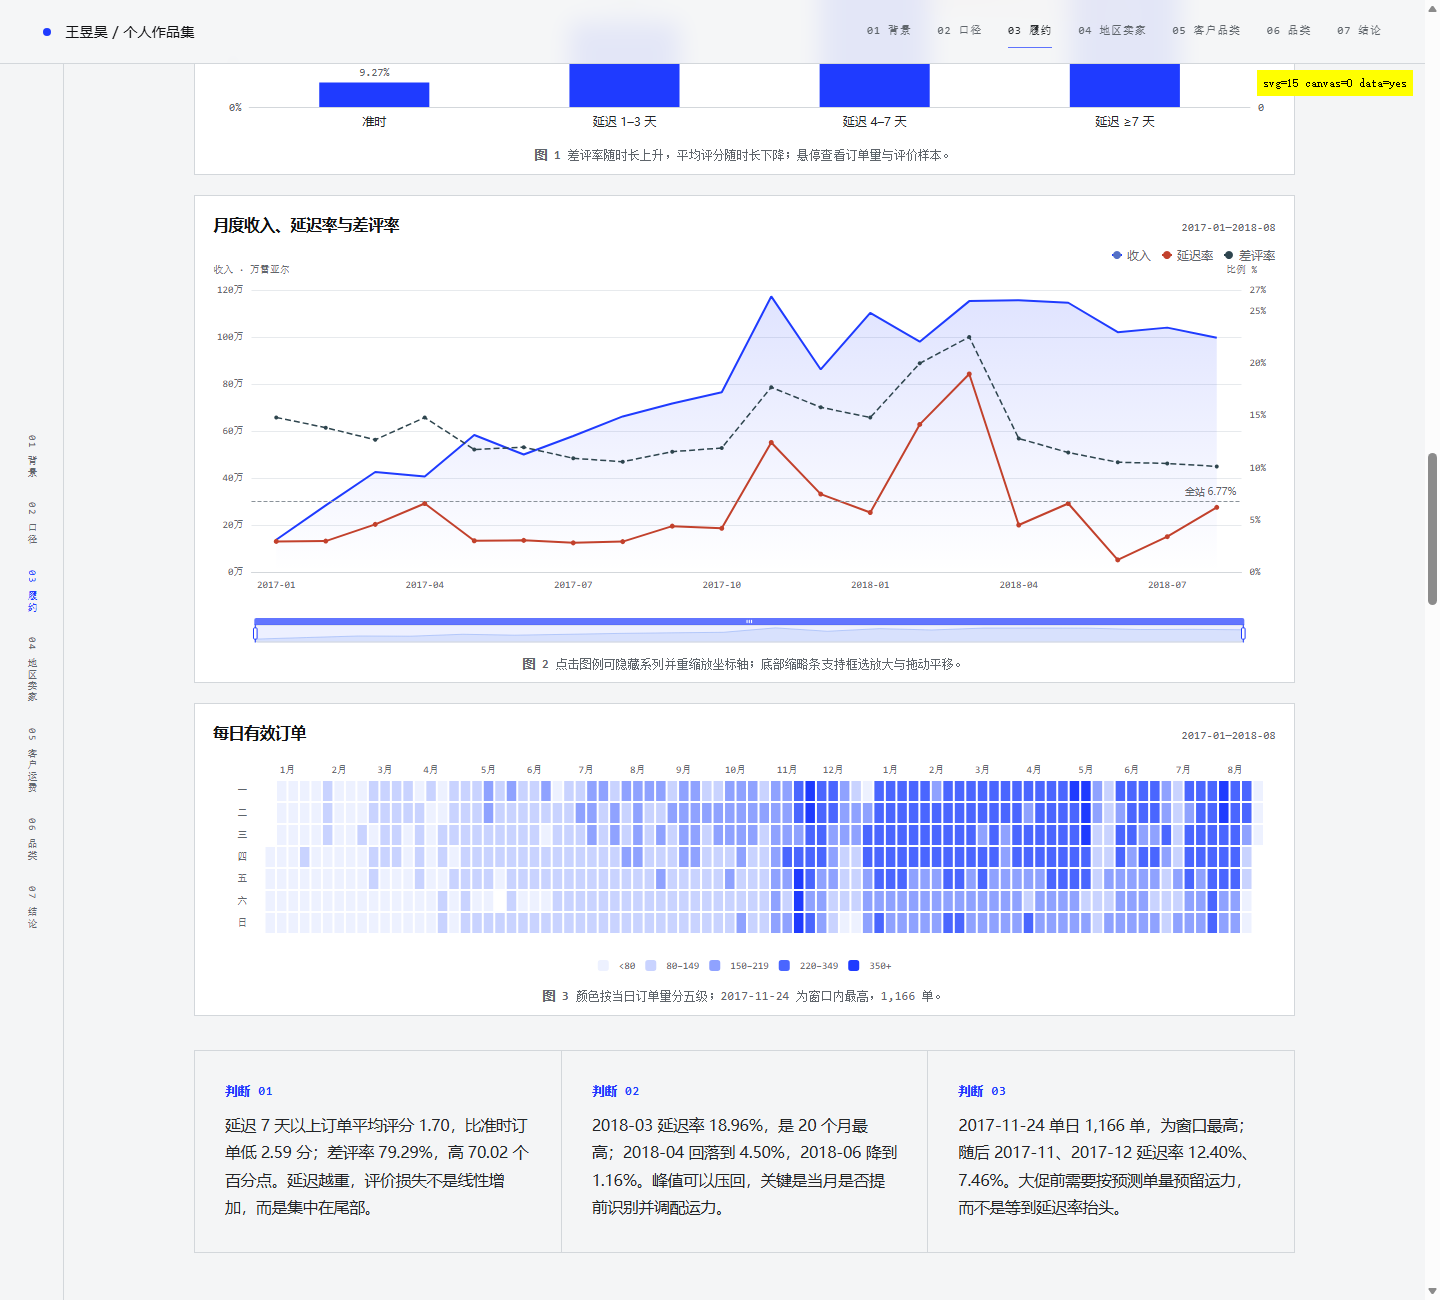 王昱昊 / 个人作品集
01 背景
02 口径
03 履约
04 地区卖家
05 客户品类
06 品类
07 结论
svg=15 canvas=0 data=yes
9.27%
0%
0
准时
延迟 1–3 天
延迟 4–7 天
延迟 ≥7 天
图 1 差评率随时长上升，平均评分随时长下降；悬停查看订单量与评价样本。
月度收入、延迟率与差评率
2017-01—2018-08
收入
延迟率
差评率
收入 · 万雷亚尔
比例 %
120万
100万
80万
60万
40万
20万
0万
27%
25%
20%
15%
10%
5%
0%
全站 6.77%
2017-01
2017-04
2017-07
2017-10
2018-01
2018-04
2018-07
图 2 点击图例可隐藏系列并重缩放坐标轴；底部缩略条支持框选放大与拖动平移。
每日有效订单
2017-01—2018-08
1月
2月
3月
4月
5月
6月
7月
8月
9月
10月
11月
12月
1月
2月
3月
4月
5月
6月
7月
8月
一
二
三
四
五
六
日
<80
80–149
150–219
220–349
350+
图 3 颜色按当日订单量分五级；2017-11-24 为窗口内最高，1,166 单。
判断 01
延迟 7 天以上订单平均评分 1.70，比准时订
单低 2.59 分；差评率 79.29%，高 70.02 个
百分点。延迟越重，评价损失不是线性增
加，而是集中在尾部。
判断 02
2018-03 延迟率 18.96%，是 20 个月最
高；2018-04 回落到 4.50%，2018-06 降到
1.16%。峰值可以压回，关键是当月是否提
前识别并调配运力。
判断 03
2017-11-24 单日 1,166 单，为窗口最高；
随后 2017-11、2017-12 延迟率 12.40%、
7.46%。大促前需要按预测单量预留运力，
而不是等到延迟率抬头。
01 背景
02 口径
03 履约
04 地区卖家
05
06 品类
07 结论